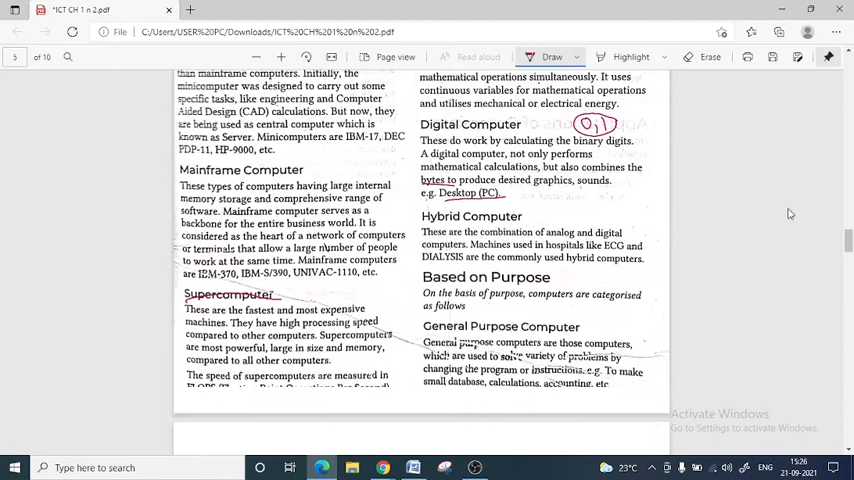 *ICT CH 1 n 2.pdf
File
C:/Users/USER%20PC/Downloads/ICT%20CH%201%20n%202.pdf
5
of 10
Page view
Read aloud
Draw
Highlight
Erase
than mainframe computers. Initially, the
minicomputer was designed to carry out some
specific tasks, like engineering and Computer
Aided Design (CAD) calculations. But now, they
are being used as central computer which is
known as Server. Minicomputers are IBM-17, DEC
PDP-11, HP-9000, etc.
Mainframe Computer
These types of computers having large internal
memory storage and comprehensive range of
software. Mainframe computer serves as a
backbone for the entire business world. It is
considered as the heart of a network of computers
or terminals that allow a large number of people
to work at the same time. Mainframe computers
are IBM-370, IBM-S/390, UNIVAC-1110, etc.
Supercomputer
These are the fastest and most expensive
machines. They have high processing speed
compared to other computers. Supercomputers
are most powerful, large in size and memory,
compared to all other computers.
The speed of supercomputers are measured in
mathematical operations simultaneously. It uses
continuous variables for mathematical operations
and utilises mechanical or electrical energy.
Digital Computer
0,1
These do work by calculating the binary digits.
A digital computer, not only performs
mathematical calculations, but also combines the
bytes to produce desired graphics, sounds.
e.g. Desktop (PC).
Hybrid Computer
These are the combination of analog and digital
computers. Machines used in hospitals like ECG and
DIALYSIS are the commonly used hybrid computers.
Based on Purpose
On the basis of purpose, computers are categorised
as follows
General Purpose Computer
General purpose computers are those computers,
which are used to solve variety of problems by
changing the program or instructions. e.g. To make
small database, calculations, accounting, etc.
Activate Windows
Go to Settings to activate Windows.
Type here to search
23°C
ENG
15:26
21-09-2021